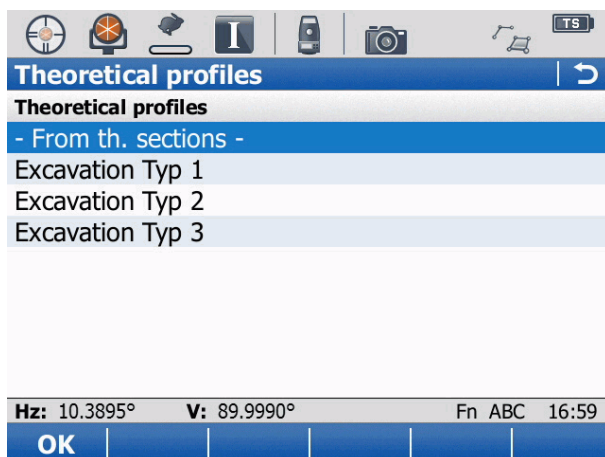 I
TS
Theoretical profiles
Theoretical profiles
- From th. sections -
Excavation Typ 1
Excavation Typ 2
Excavation Typ 3
Hz: 10.3895° V: 89.9990° Fn ABC 16:59
OK